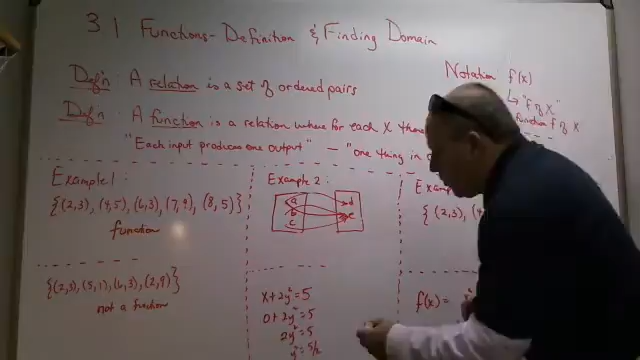 3.1 Functions - Definition & Finding Domain
Notation f(x)
↳ "f of x"
function f of x
Def'n: A relation is a set of ordered pairs
Def'n: A function is a relation where for each x
"Each input produces one output" - "one thing in
Example 1:
{(2,3), (4,5), (6,3), (7,9), (8,5)}
function
{(2,3), (5,1), (6,3), (2,9)}
not a function
Example 2:
a
b
c
d
e
x+2y²=5
0+2y²=5
2y²=5
y²=5/2
{(2,3),
f(x)=